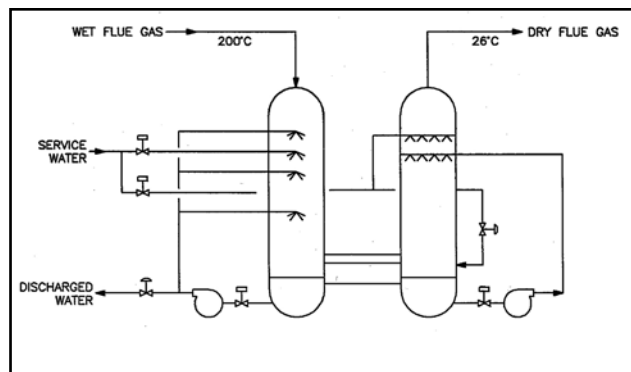 WET FLUE GAS
200°C
26°C
DRY FLUE GAS
SERVICE
WATER
DISCHARGED
WATER